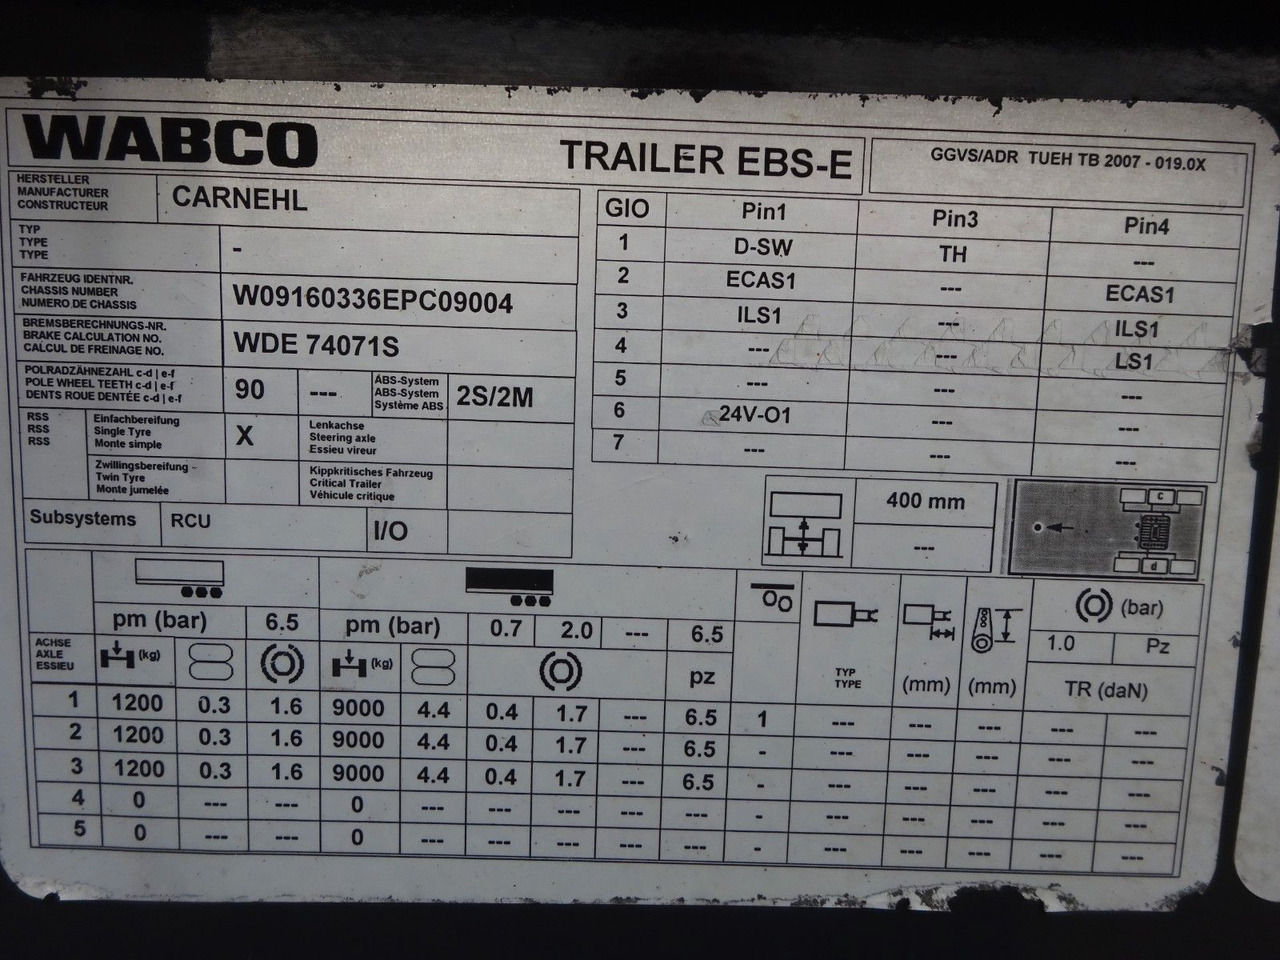 WABCO
TRAILER EBS-E
GGVS/ADR TUEH TB 2007 - 019.0X
HERSTELLER
MANUFACTURER
CONSTRUCTEUR
CARNEHL
TYP
TYPE
TYPE
-
FAHRZEUG IDENTNR.
CHASSIS NUMBER
NUMERO DE CHASSIS
W09160336EPC09004
BREMSBERECHNUNGS-NR.
BRAKE CALCULATION NO.
CALCUL DE FREINAGE NO.
WDE 74071S
POLRADZÄHNEZAHL c-d | e-f
POLE WHEEL TEETH c-d | e-f
DENTS ROUE DENTÉE c-d | e-f
90 ---
ABS-System
ABS-System
Système ABS
2S/2M
RSS
RSS
RSS
Einfachbereifung
Single Tyre
Monte simple
X
Lenkachse
Steering axle
Essieu vireur
Zwillingsbereifung
Twin Tyre
Monte jumelée
Kippkritisches Fahrzeug
Critical Trailer
Véhicule critique
Subsystems RCU I/O
GIO Pin1 Pin3 Pin4
1 D-SW TH ---
2 ECAS1 --- ECAS1
3 ILS1 --- ILS1
4 --- --- LS1
5 --- --- ---
6 24V-O1 --- ---
7 --- --- ---
400 mm
---
c
d
pm (bar) 6.5 pm (bar) 0.7 2.0 --- 6.5
(bar)
1.0 Pz
ACHSE
AXLE
ESSIEU
(kg) (kg) pz
TYP
TYPE
(mm) (mm) TR (daN)
1 1200 0.3 1.6 9000 4.4 0.4 1.7 --- 6.5 1 --- --- --- --- ---
2 1200 0.3 1.6 9000 4.4 0.4 1.7 --- 6.5 - --- --- --- --- ---
3 1200 0.3 1.6 9000 4.4 0.4 1.7 --- 6.5 - --- --- --- --- ---
4 0 --- --- 0 --- --- --- --- --- - --- --- --- --- ---
5 0 --- --- 0 --- --- --- --- --- - --- --- --- --- ---